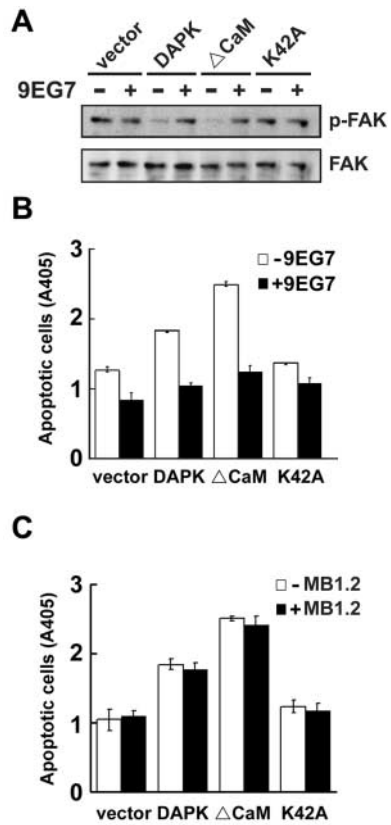 A
vector DAPK △CaM K42A
9EG7 - + - + - + - +
p-FAK
FAK
B
Apoptotic cells (A405)
3
2
1
0
-9EG7
+9EG7
vector DAPK △CaM K42A
C
Apoptotic cells (A405)
3
2
1
0
-MB1.2
+MB1.2
vector DAPK △CaM K42A